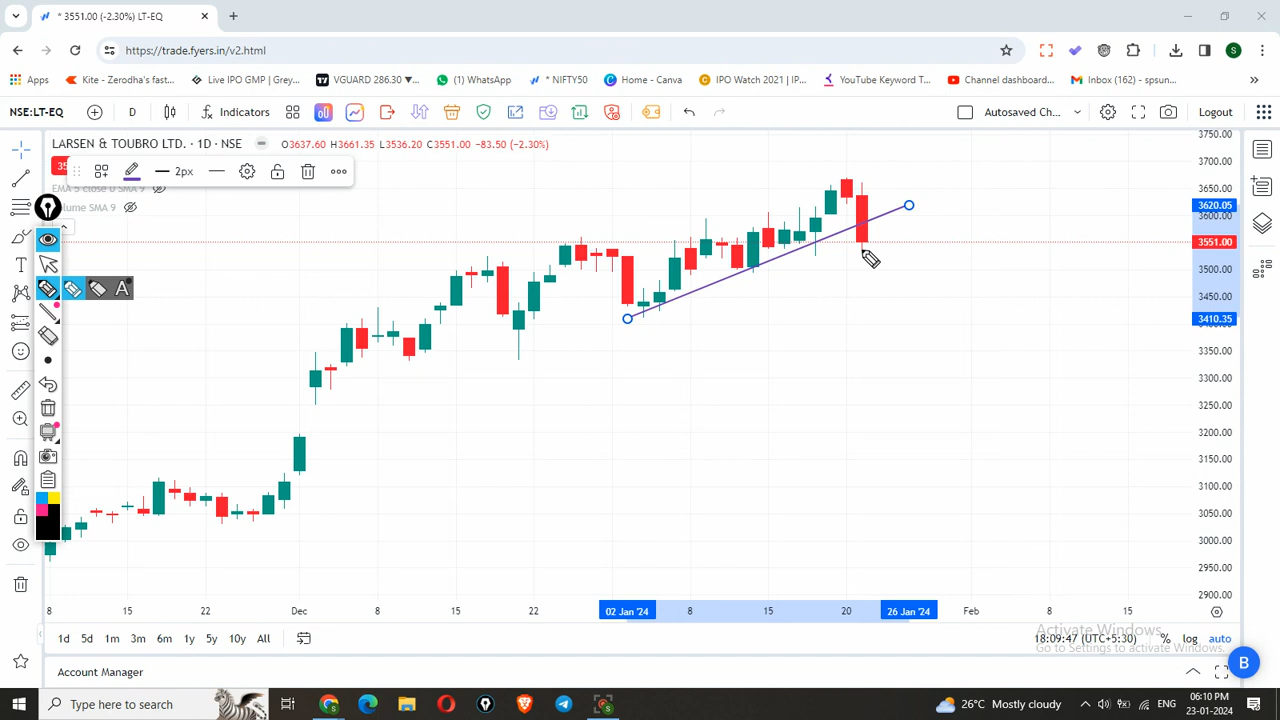 * 3551.00 (-2.30%) LT-EQ
https://trade.fyers.in/v2.html
S
Apps
Kite - Zerodha's fast...
Live IPO GMP | Grey...
VGUARD 286.30 ▼...
(1) WhatsApp
* NIFTY50
Home - Canva
IPO Watch 2021 | IP...
YouTube Keyword T...
Channel dashboard...
Inbox (162) - spsun...
NSE:LT-EQ
D
Indicators
Autosaved Ch...
Logout
LARSEN & TOUBRO LTD. · 1D · NSE
O3637.60 H3661.35 L3536.20 C3551.00 -83.50 (-2.30%)
2px
EMA 5 close 0 SMA 9
SMA 9
3750.00
3700.00
3650.00
3620.05
3600.00
3551.00
3500.00
3450.00
3410.35
3350.00
3300.00
3250.00
3200.00
3150.00
3100.00
3050.00
3000.00
2950.00
2900.00
8
15
22
Dec
8
15
22
02 Jan '24
8
15
20
26 Jan '24
Feb
8
15
1d
5d
1m
3m
6m
1y
5y
10y
All
18:09:47 (UTC+5:30)
%
log
auto
Activate Windows
Go to Settings to activate Windows.
Account Manager
B
Type here to search
26°C Mostly cloudy
ENG
06:10 PM
23-01-2024